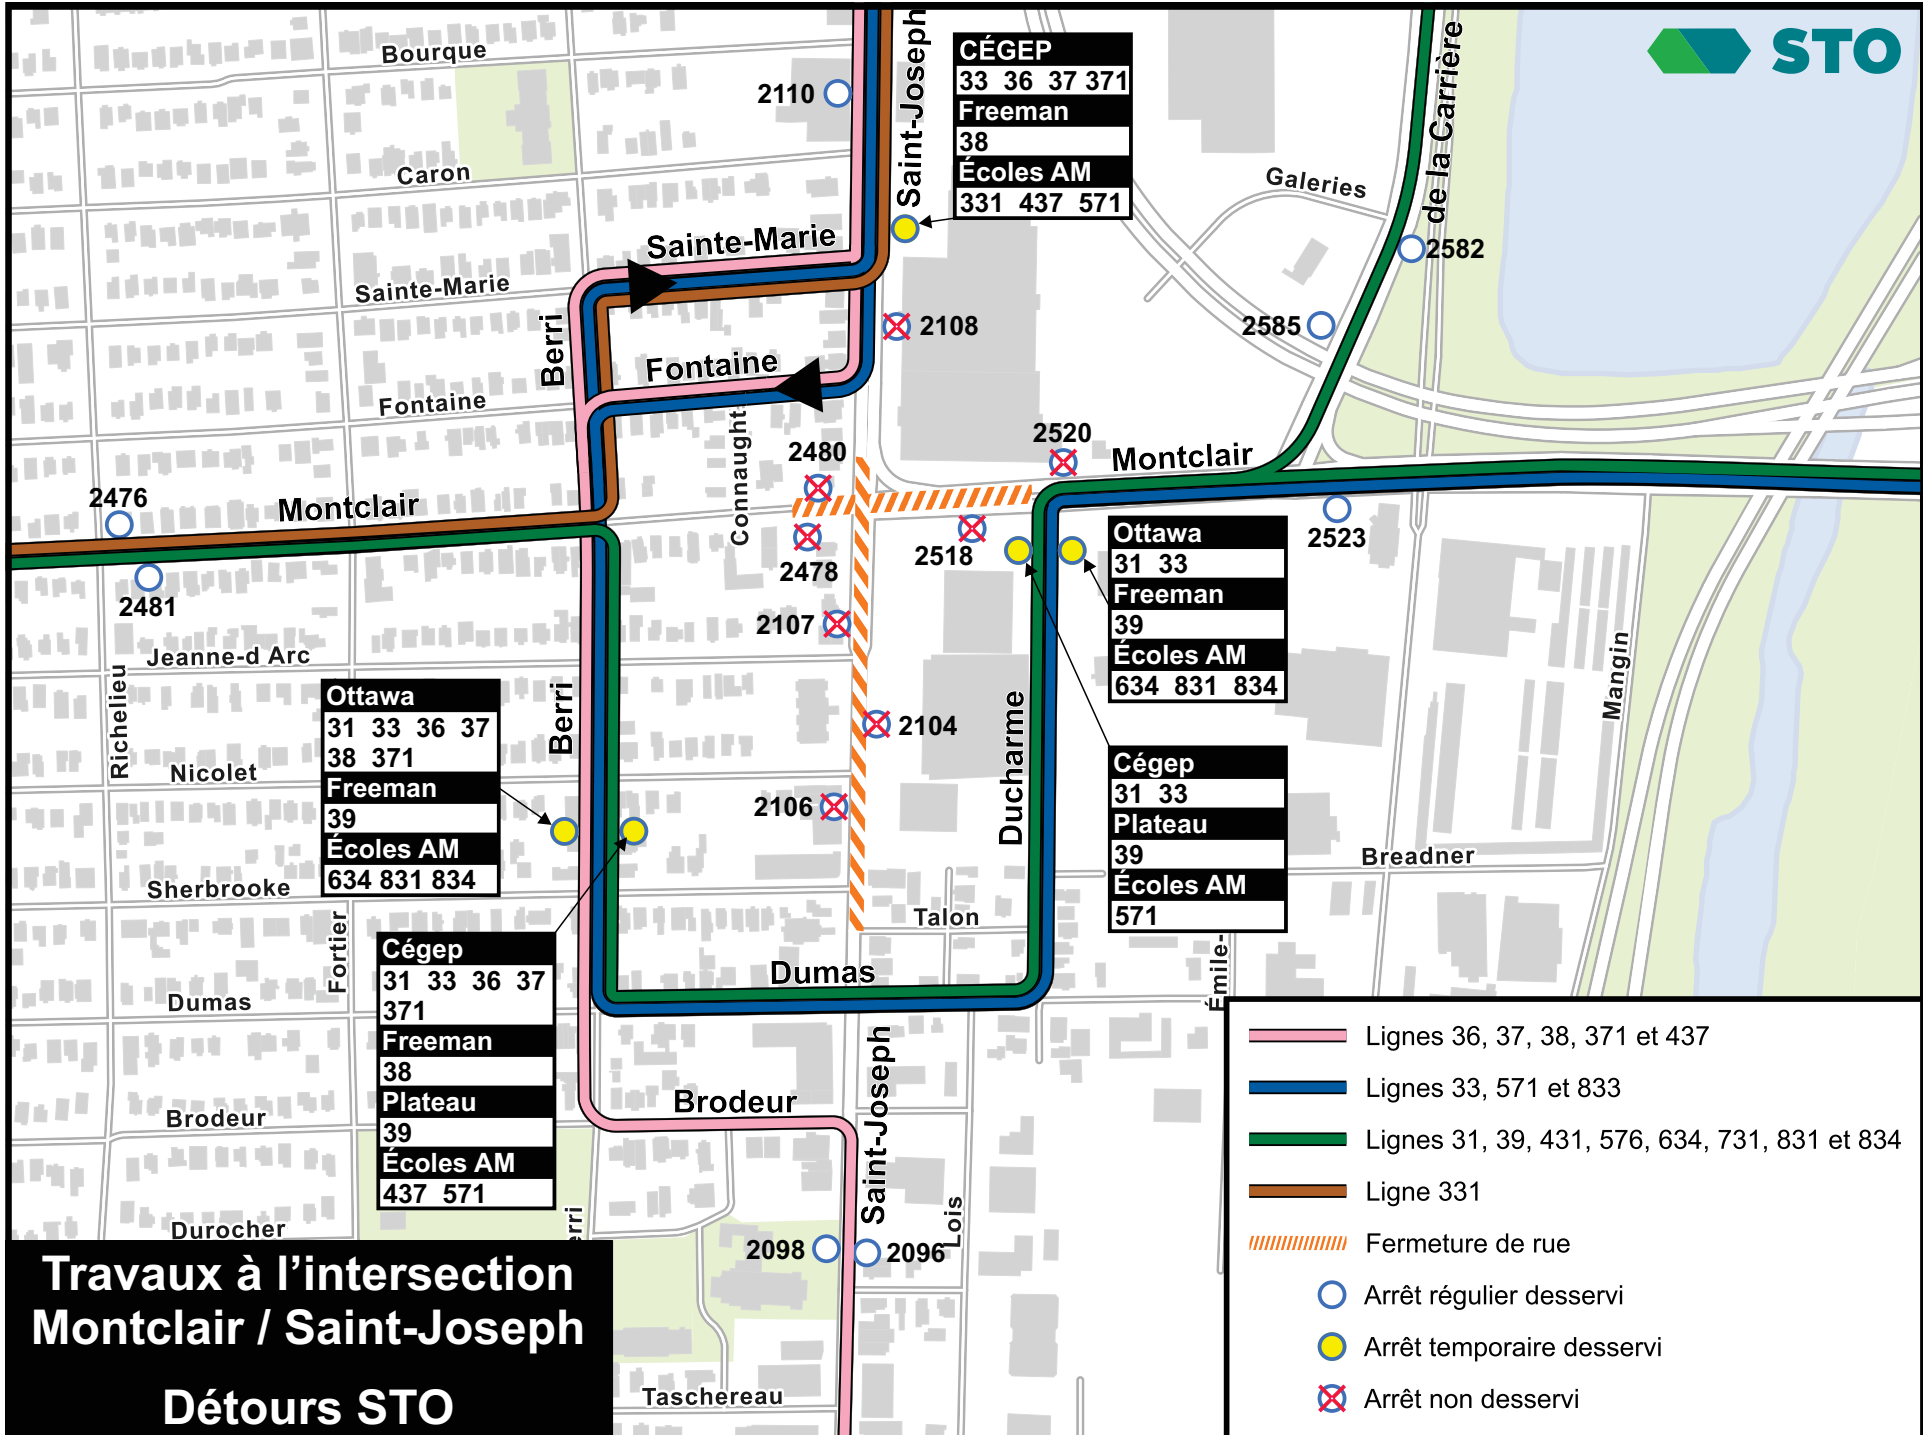 Bourque
2110
Saint-Joseph
CÉGEP
33 36 37 371
Freeman
38
Écoles AM
331 437 571
de la Carrière
STO
Caron
Galeries
Sainte-Marie
Sainte-Marie
2582
Berri
2108
2585
Fontaine
Fontaine
Connaught
2480
2520
Montclair
2476
Montclair
2478
2518
2523
2481
Ottawa
31 33
Freeman
39
Écoles AM
634 831 834
2107
Jeanne-d Arc
Richelieu
Berri
Mangin
Ottawa
31 33 36 37
38 371
Freeman
39
Écoles AM
634 831 834
2104
Ducharme
Nicolet
2106
Cégep
31 33
Plateau
39
Écoles AM
571
Breadner
Sherbrooke
Fortier
Talon
Émile-
Cégep
31 33 36 37
371
Freeman
38
Plateau
39
Écoles AM
437 571
Dumas
Dumas
Saint-Joseph
Brodeur
Brodeur
Lois
Durocher
erri
2098
2096
Taschereau
Travaux à l’intersection
Montclair / Saint-Joseph
Détours STO
Lignes 36, 37, 38, 371 et 437
Lignes 33, 571 et 833
Lignes 31, 39, 431, 576, 634, 731, 831 et 834
Ligne 331
Fermeture de rue
Arrêt régulier desservi
Arrêt temporaire desservi
Arrêt non desservi